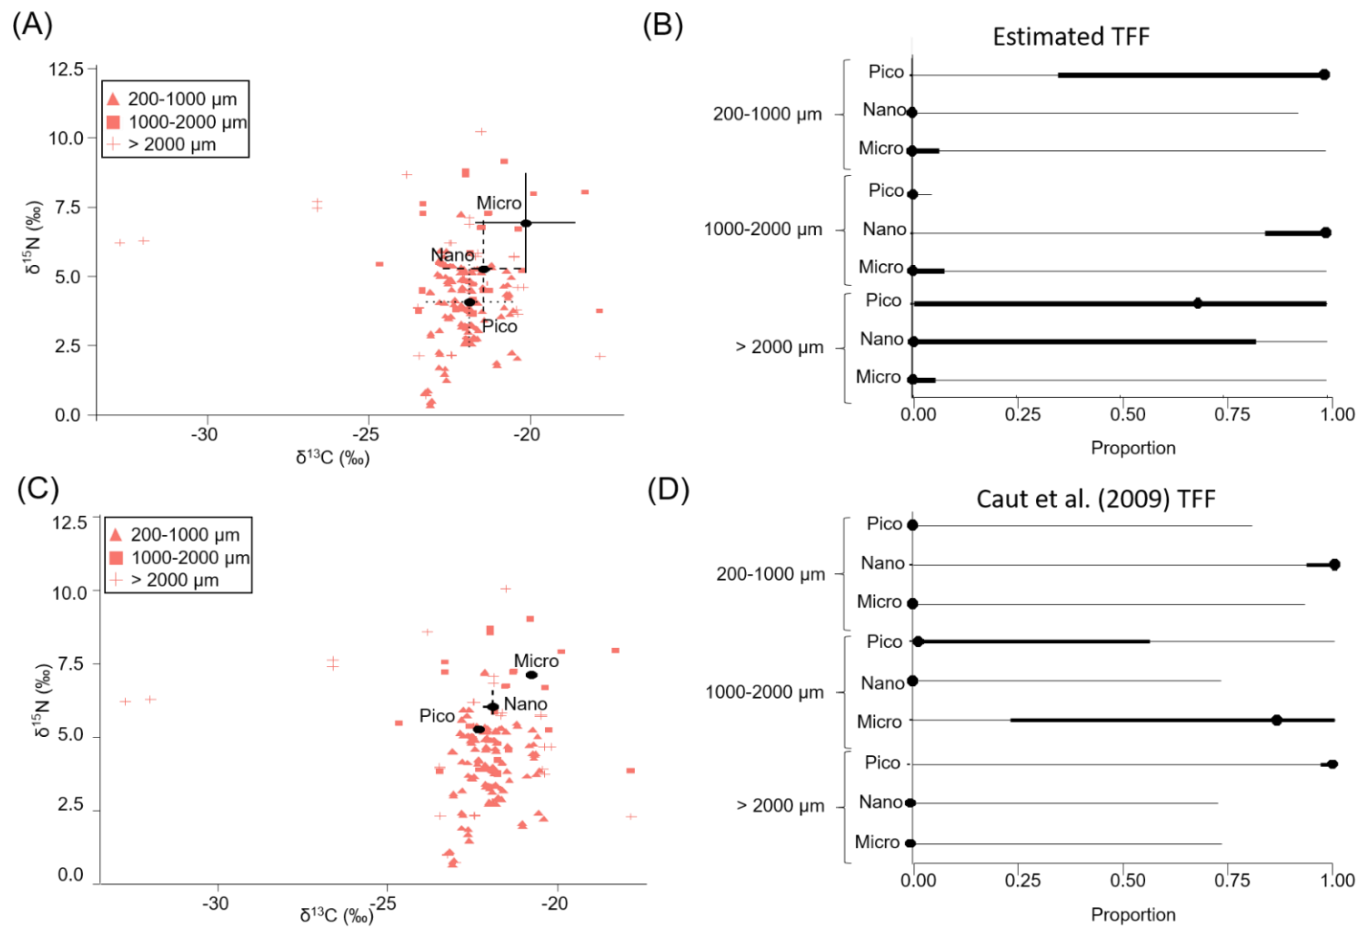 (A)
12.5
10.0
7.5
5.0
2.5
0.0
δ15N (‰)
200-1000 μm
1000-2000 μm
> 2000 μm
Micro
Nano
Pico
-30
-25
-20
δ13C (‰)
(B)
Estimated TFF
200-1000 μm
Pico
Nano
Micro
1000-2000 μm
Pico
Nano
Micro
> 2000 μm
Pico
Nano
Micro
0.00
0.25
0.50
0.75
1.00
Proportion
(C)
12.5
10.0
7.5
5.0
2.5
0.0
δ15N (‰)
200-1000 μm
1000-2000 μm
> 2000 μm
Micro
Nano
Pico
-30
-25
-20
δ13C (‰)
(D)
Caut et al. (2009) TFF
200-1000 μm
Pico
Nano
Micro
1000-2000 μm
Pico
Nano
Micro
> 2000 μm
Pico
Nano
Micro
0.00
0.25
0.50
0.75
1.00
Proportion